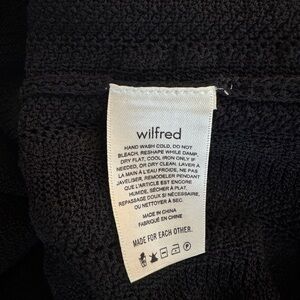 wilfred
HAND WASH COLD, DO NOT
BLEACH, RESHAPE WHILE DAMP,
DRY FLAT, COOL IRON ONLY IF
NEEDED, OR DRY CLEAN. LAVER À
LA MAIN À L'EAU FROIDE, NE PAS
JAVELISER, REMODELER PENDANT
QUE L'ARTICLE EST ENCORE
HUMIDE, SÉCHER À PLAT,
REPASSAGE DOUX SI NÉCESSAIRE,
OU NETTOYER À SEC.
MADE IN CHINA
FABRIQUÉ EN CHINE
MADE FOR EACH OTHER.